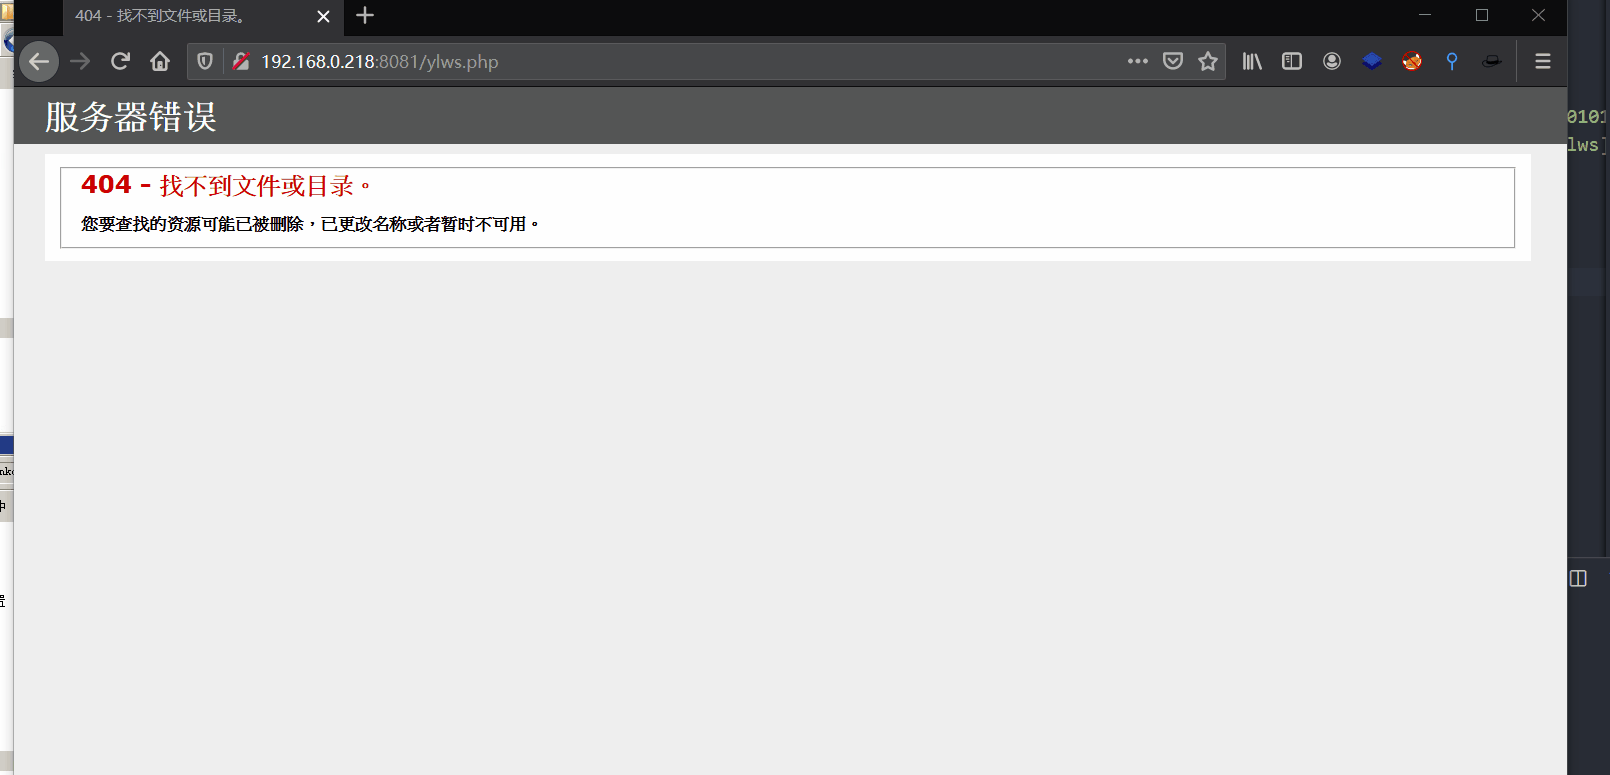 404 - 找不到文件或目录。
192.168.0.218:8081/ylws.php
服务器错误
404 - 找不到文件或目录。
您要查找的资源可能已被删除，已更改名称或者暂时不可用。
0101
lws]